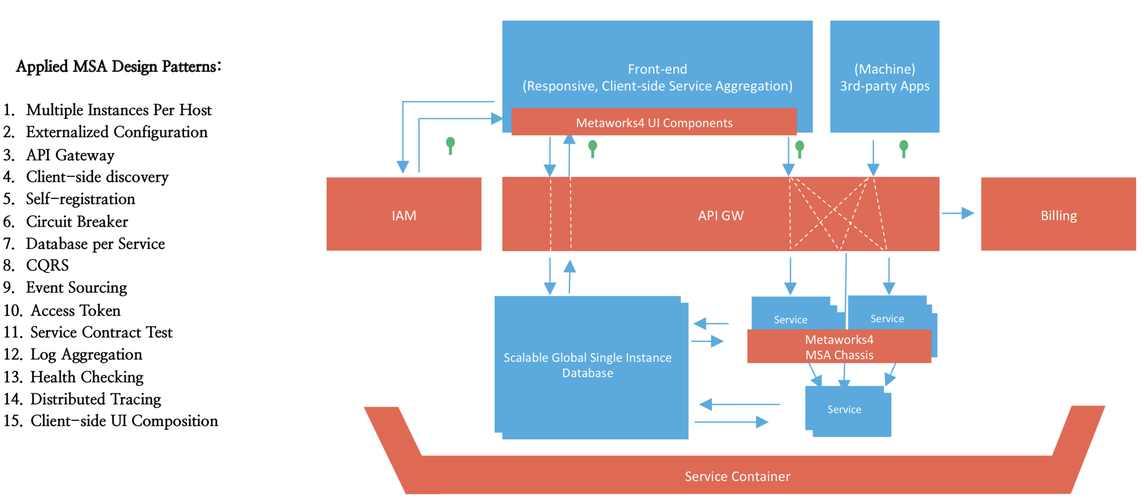 Applied MSA Design Patterns:
1. Multiple Instances Per Host
2. Externalized Configuration
3. API Gateway
4. Client-side discovery
5. Self-registration
6. Circuit Breaker
7. Database per Service
8. CQRS
9. Event Sourcing
10. Access Token
11. Service Contract Test
12. Log Aggregation
13. Health Checking
14. Distributed Tracing
15. Client-side UI Composition
Front-end
(Responsive, Client-side Service Aggregation)
Metaworks4 UI Components
(Machine)
3rd-party Apps
IAM
API GW
Billing
Scalable Global Single Instance
Database
Service
Service
Metaworks4
MSA Chassis
Service
Service Container